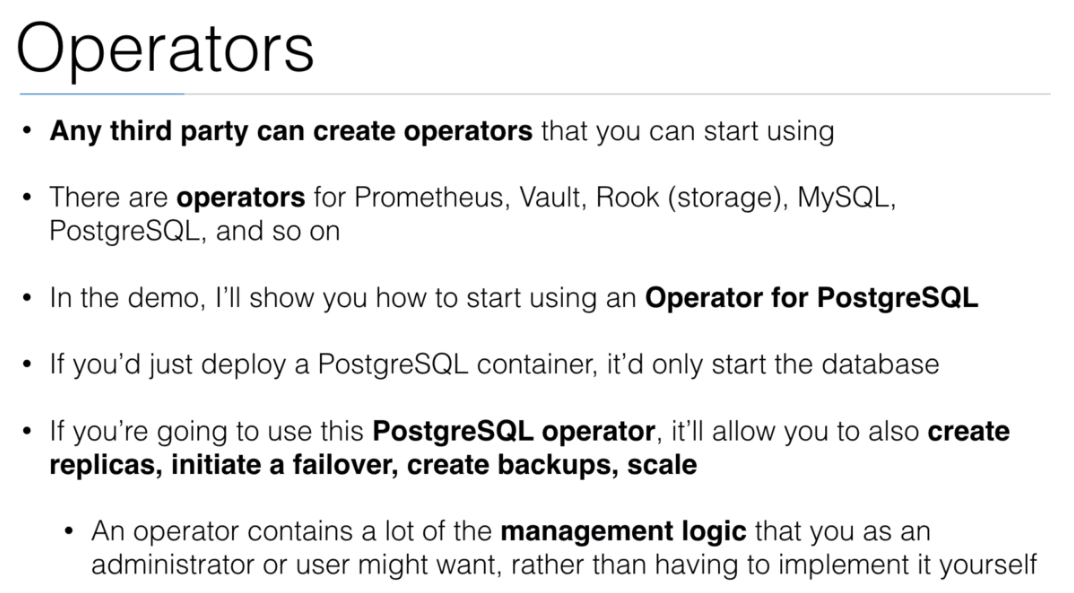 Operators
• Any third party can create operators that you can start using
• There are operators for Prometheus, Vault, Rook (storage), MySQL,
PostgreSQL, and so on
• In the demo, I’ll show you how to start using an Operator for PostgreSQL
• If you’d just deploy a PostgreSQL container, it’d only start the database
• If you’re going to use this PostgreSQL operator, it’ll allow you to also create
replicas, initiate a failover, create backups, scale
• An operator contains a lot of the management logic that you as an
administrator or user might want, rather than having to implement it yourself